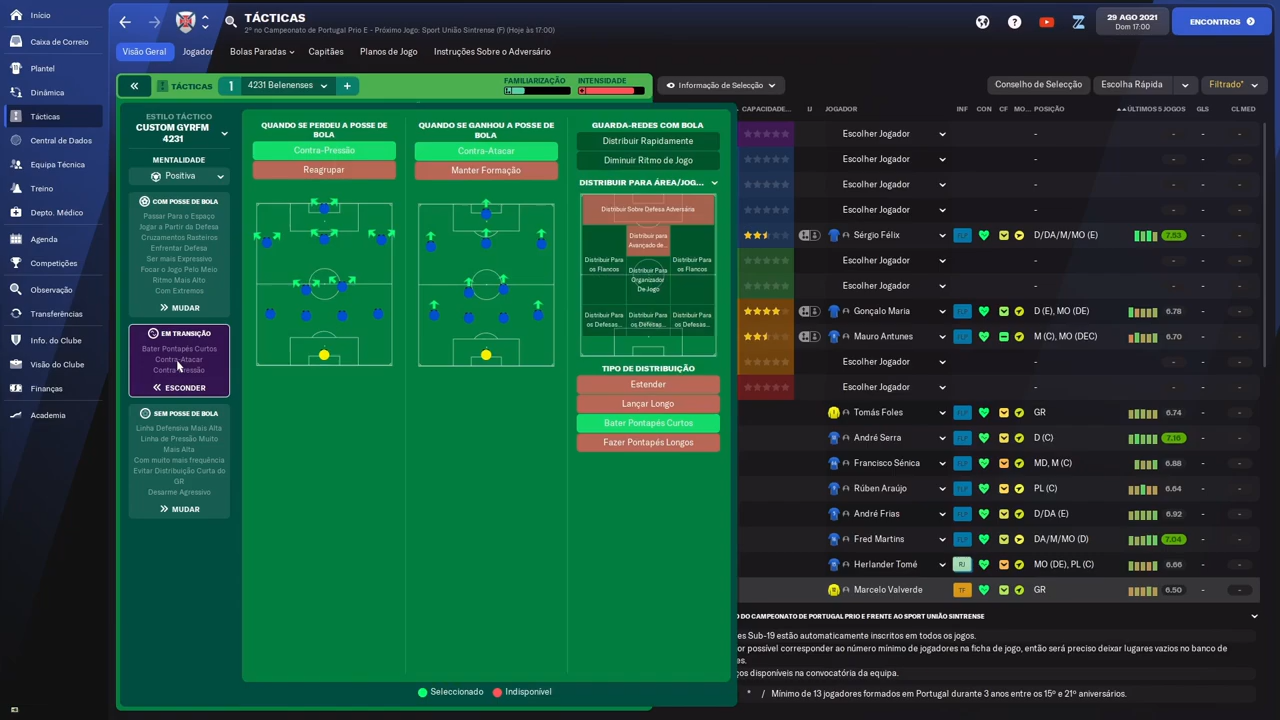 Início
Caixa de Correio
Plantel
Dinâmica
Tácticas
Central de Dados
Equipa Técnica
Treino
Depto. Médico
Agenda
Competições
Observação
Transferências
Info. do Clube
Visão do Clube
Finanças
Academia
TÁCTICAS
2º no Campeonato de Portugal Prio E - Próximo Jogo: Sport União Sintrense (F) (Hoje às 17:00)
29 AGO 2021
Dom 17:00
ENCONTROS
Visão Geral
Jogador
Bolas Paradas
Capitães
Planos de Jogo
Instruções Sobre o Adversário
TÁCTICAS
1
4231 Belenenses
FAMILIARIZAÇÃO
INTENSIDADE
Informação de Selecção
Conselho de Selecção
Escolha Rápida
Filtrado*
ESTILO TÁCTICO
CUSTOM GYRFM
4231
MENTALIDADE
Positiva
COM POSSE DE BOLA
Passar Para o Espaço
Jogar a Partir da Defesa
Cruzamentos Rasteiros
Enfrentar Defesa
Ser mais Expressivo
Focar o Jogo Pelo Meio
Ritmo Mais Alto
Com Extremos
MUDAR
EM TRANSIÇÃO
Bater Pontapés Curtos
Contra-Atacar
Contra-Pressão
ESCONDER
SEM POSSE DE BOLA
Linha Defensiva Mais Alta
Linha de Pressão Muito
Mais Alta
Com muito mais frequência
Evitar Distribuição Curta do
GR
Desarme Agressivo
MUDAR
QUANDO SE PERDEU A POSSE DE
BOLA
Contra-Pressão
Reagrupar
QUANDO SE GANHOU A POSSE DE
BOLA
Contra-Atacar
Manter Formação
GUARDA-REDES COM BOLA
Distribuir Rapidamente
Diminuir Ritmo de Jogo
DISTRIBUIR PARA ÁREA/JOG...
Distribuir Sobre Defesa Adversária
Distribuir para
Avançado de...
Distribuir Para
os Flancos
Distribuir Para
Organizador
De Jogo
Distribuir Para
os Flancos
Distribuir Para
os Defesas...
Distribuir Para
os Defesas...
Distribuir Para
os Defesas...
TIPO DE DISTRIBUIÇÃO
Estender
Lançar Longo
Bater Pontapés Curtos
Fazer Pontapés Longos
Seleccionado
Indisponível
CAPACIDADE... U JOGADOR INF CON CF MO... POSIÇÃO ÚLTIMOS 5 JOGOS GLS CL MED
Escolher Jogador - - - -
Escolher Jogador - - - -
Escolher Jogador - - - -
Escolher Jogador - - - -
Sérgio Félix FLP D/DA/M/MO (E) 7.53 - -
Escolher Jogador - - - -
Escolher Jogador - - - -
Gonçalo Maria FLP D (E), MO (DE) 6.78 - -
Mauro Antunes FLP M (C), MO (DEC) 6.70 - -
Escolher Jogador - - - -
Escolher Jogador - - - -
Tomás Foles FLP GR 6.74 - -
André Serra FLP D (C) 7.16 - -
Francisco Sénica FLP MD, M (C) 6.88 - -
Rúben Araújo FLP PL (C) 6.64 - -
André Frias FLP D/DA (E) 6.92 - -
Fred Martins FLP DA/M/MO (D) 7.04 - -
Herlander Tomé RJ MO (DE), PL (C) 6.66 - -
Marcelo Valverde TF GR 6.50 - -
DO CAMPEONATO DE PORTUGAL PRIO E FRENTE AO SPORT UNIÃO SINTRENSE
es Sub-19 estão automaticamente inscritos em todos os jogos.
or possível corresponder ao número mínimo de jogadores na ficha de jogo, então será preciso deixar lugares vazios no banco de
es.
ços disponíveis na convocatória da equipa.
* / Mínimo de 13 jogadores formados em Portugal durante 3 anos entre os 15º e 21º aniversários.